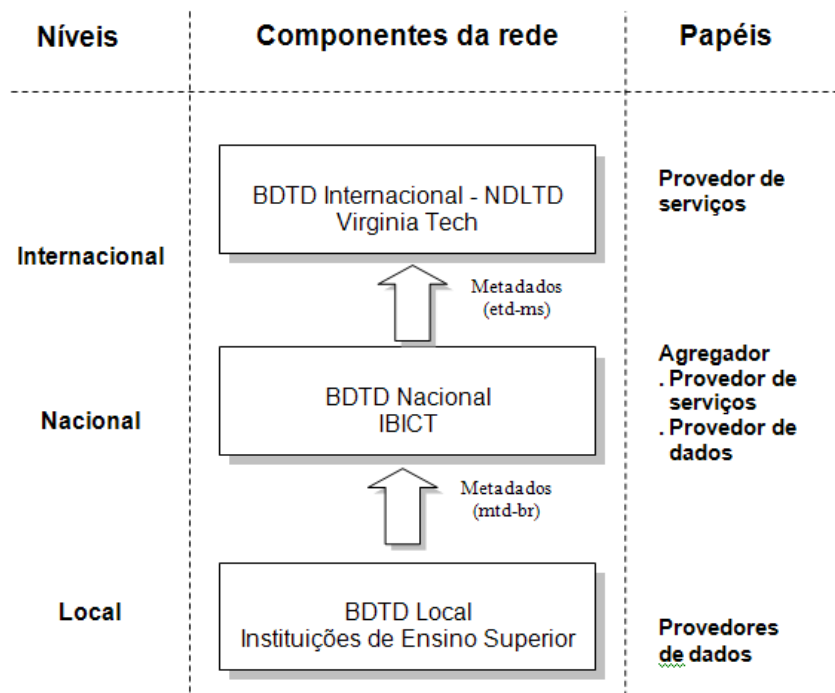 Níveis
Componentes da rede
Papéis
Internacional
BDTD Internacional - NDLTD
Virginia Tech
Provedor de
serviços
Metadados
(etd-ms)
Nacional
BDTD Nacional
IBICT
Agregador
. Provedor de
serviços
. Provedor de
dados
Metadados
(mtd-br)
Local
BDTD Local
Instituições de Ensino Superior
Provedores
de dados